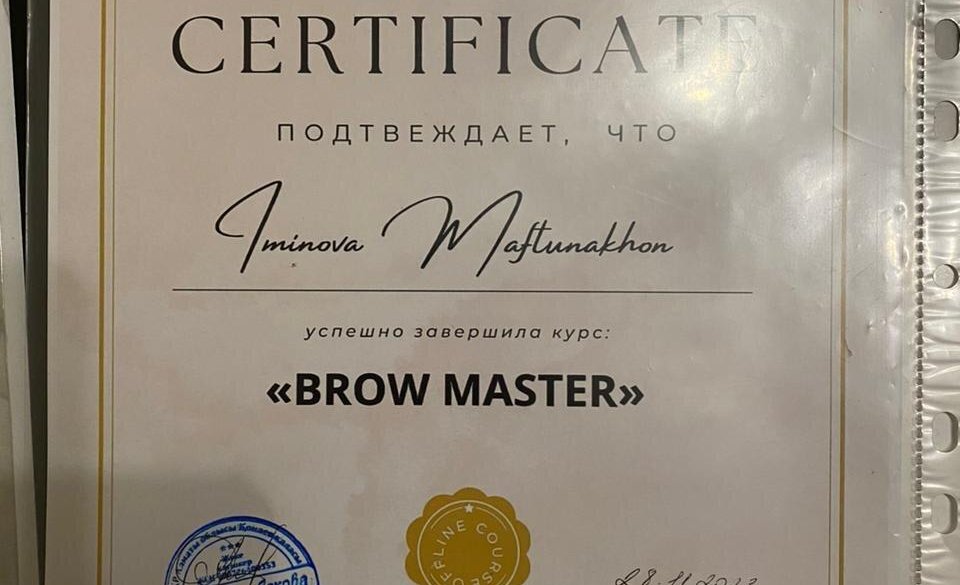 CERTIFICATE
ПОДТВЕЖДАЕТ, ЧТО
Iminova Maftunakhon
успешно завершила курс:
«BROW MASTER»
OFFLINE COURSE